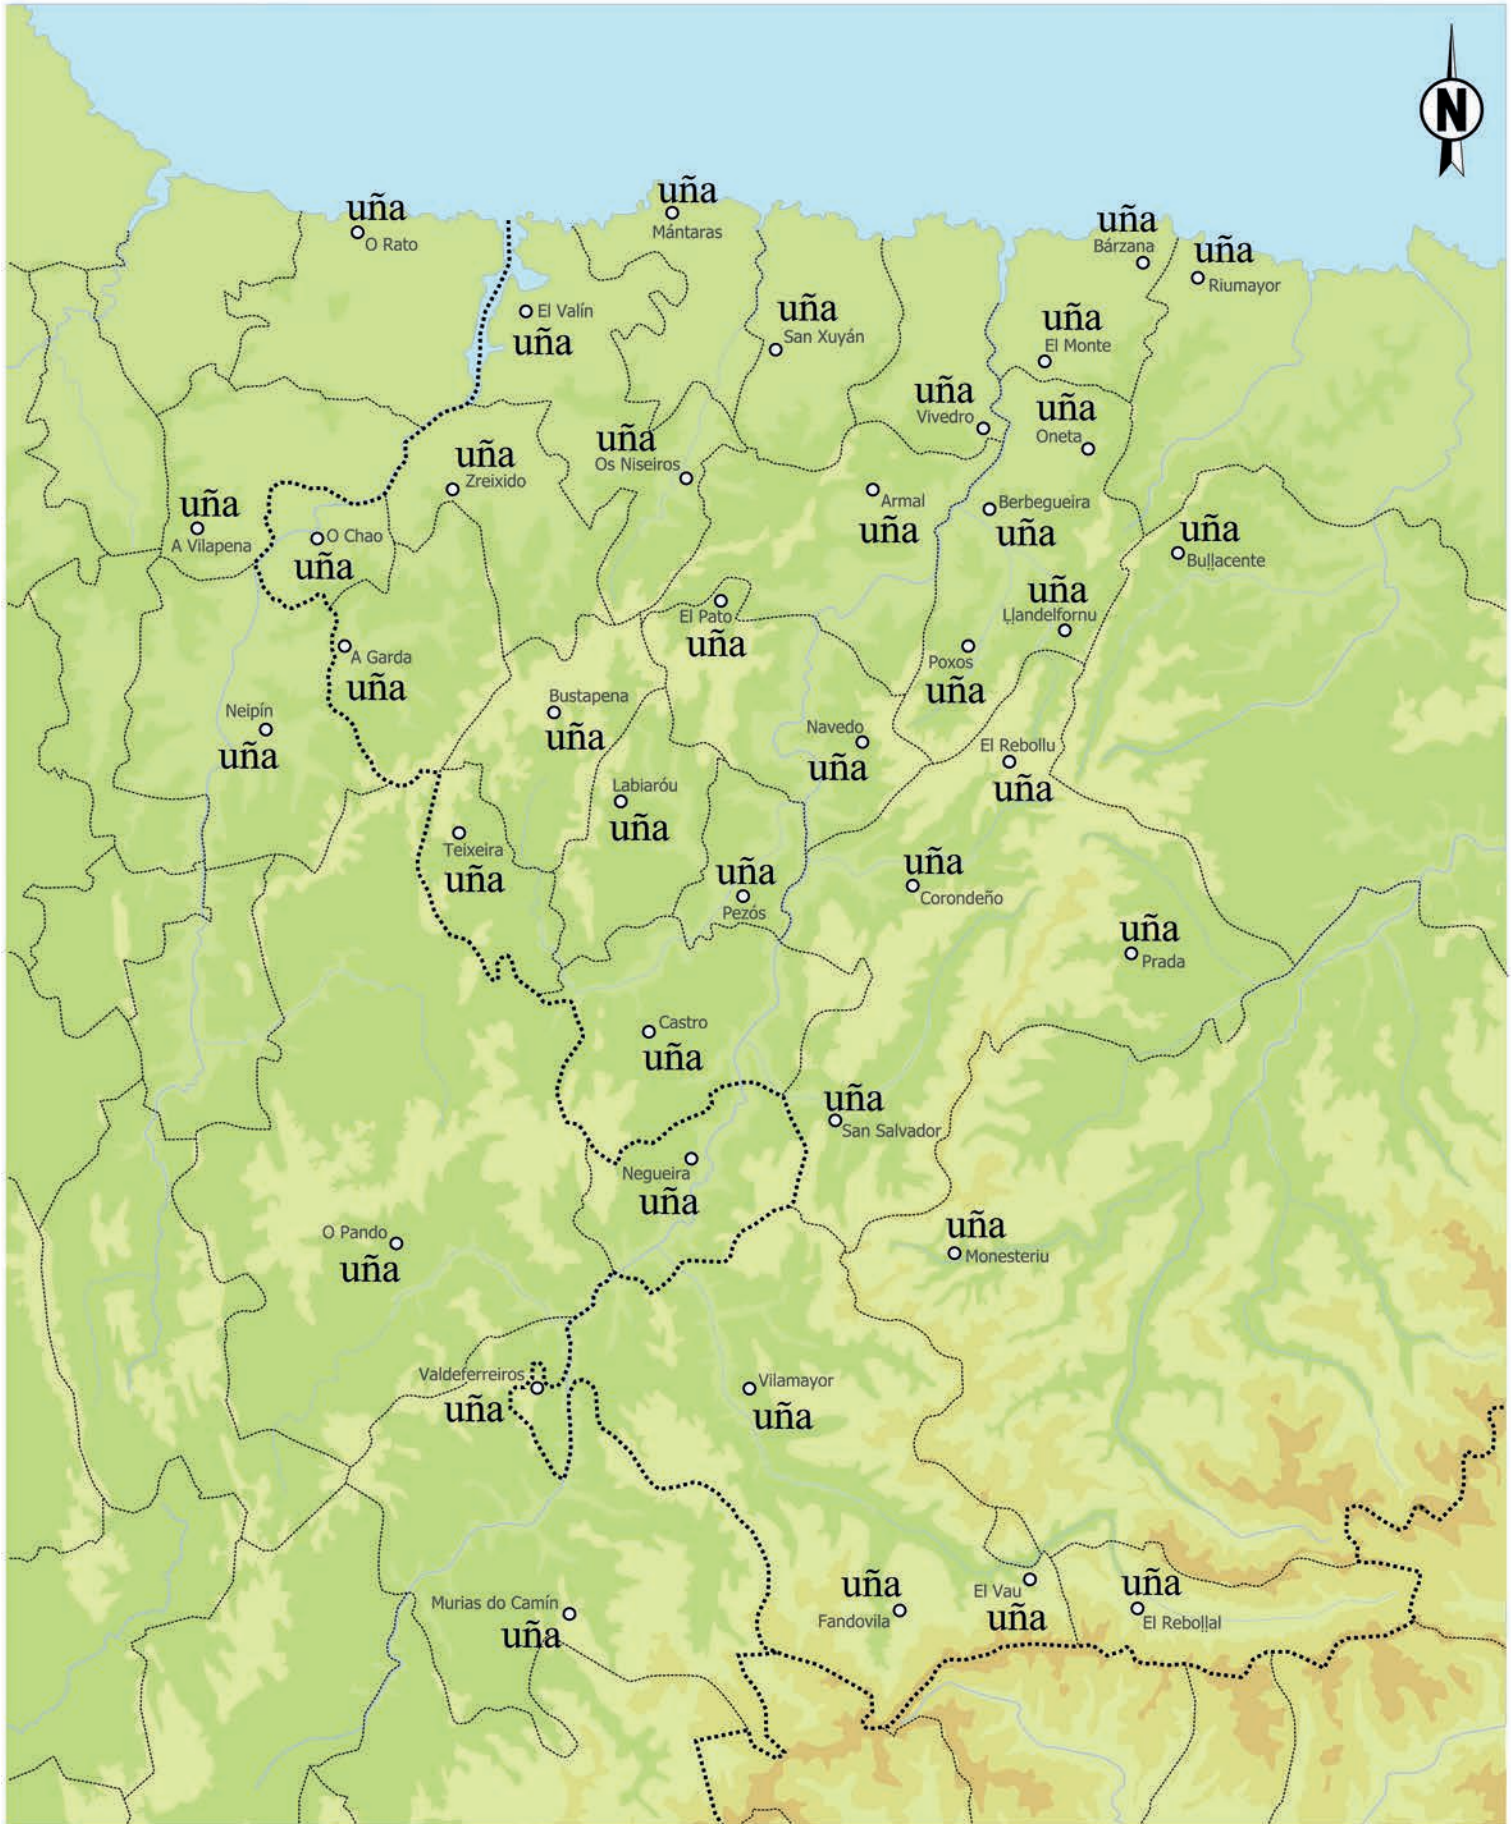 N
uña
O Rato
uña
Mántaras
uña
Bárzana
uña
Riumayor
El Valín
uña
uña
San Xuyán
uña
El Monte
uña
Vivedro
uña
Oneta
uña
Os Niseiros
uña
Zreixido
uña
A Vilapena
O Chao
uña
Armal
uña
Berbegueira
uña
uña
Buḷḷacente
uña
Ḷḷandelfornu
El Pato
uña
A Garda
uña
Poxos
uña
Bustapena
uña
Neipín
uña
Navedo
uña
El Rebollu
uña
Labiaróu
uña
Teixeira
uña
uña
Pezós
uña
Corondeño
uña
Prada
Castro
uña
uña
San Salvador
Negueira
uña
O Pando
uña
uña
Monesteriu
Valdeferreiros
uña
Vilamayor
uña
Murias do Camín
uña
uña
Fandovila
El Vau
uña
uña
El Reboḷḷal